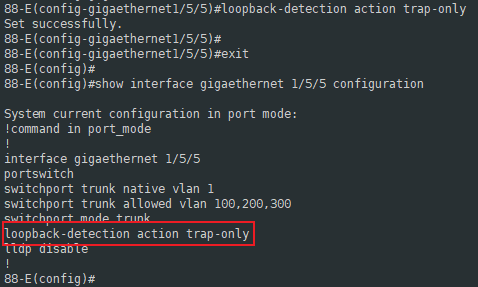 88-E(config-gigaethernet1/5/5)#loopback-detection action trap-only
Set successfully.
88-E(config-gigaethernet1/5/5)#
88-E(config-gigaethernet1/5/5)#exit
88-E(config)#
88-E(config)#show interface gigaethernet 1/5/5 configuration
System current configuration in port mode:
!command in port_mode
!
interface gigaethernet 1/5/5
portswitch
switchport trunk native vlan 1
switchport trunk allowed vlan 100,200,300
switchport mode trunk
loopback-detection action trap-only
lldp disable
!
88-E(config)#